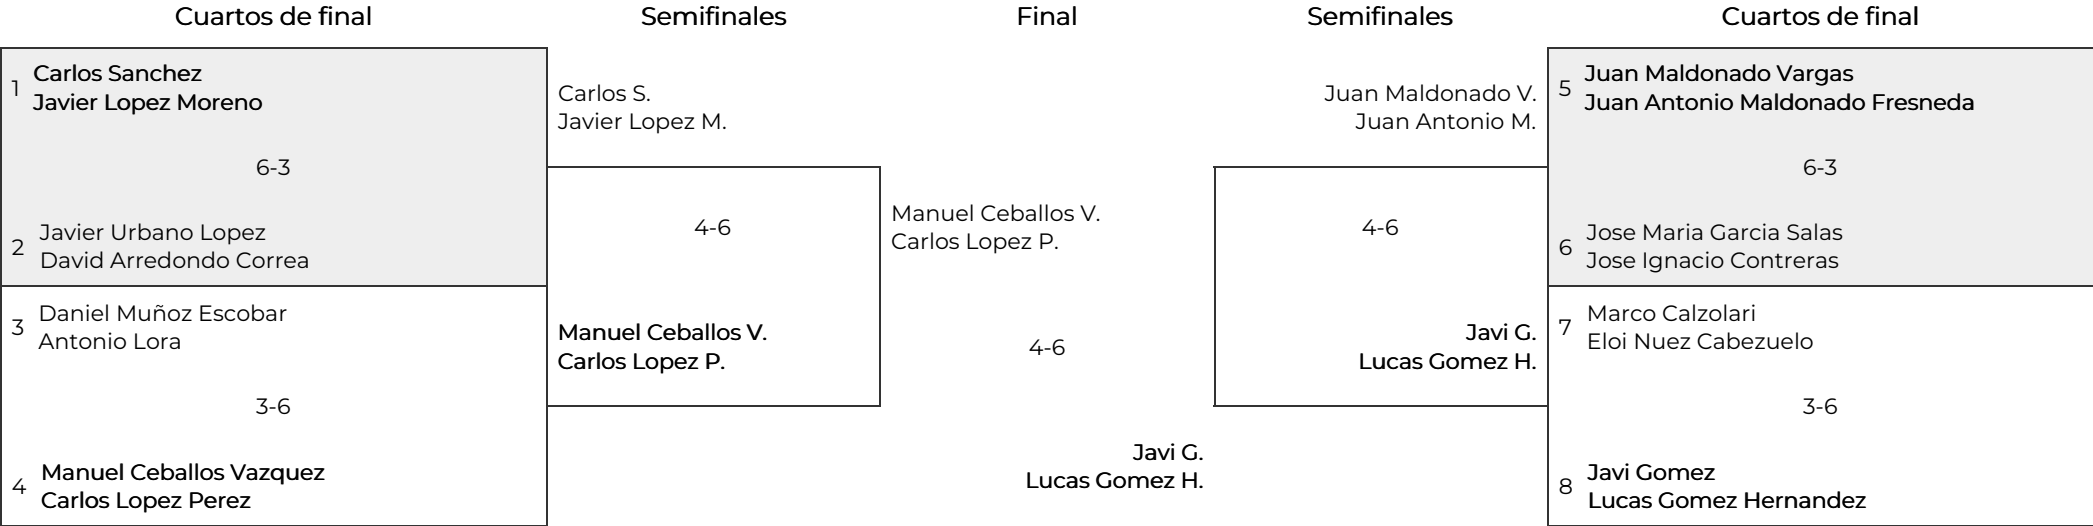 Cuartos de final
Semifinales
Final
Semifinales
Cuartos de final
1
Carlos Sanchez
Javier Lopez Moreno
6-3
2
Javier Urbano Lopez
David Arredondo Correa
3
Daniel Muñoz Escobar
Antonio Lora
3-6
4
Manuel Ceballos Vazquez
Carlos Lopez Perez
Carlos S.
Javier Lopez M.
4-6
Manuel Ceballos V.
Carlos Lopez P.
Manuel Ceballos V.
Carlos Lopez P.
4-6
Javi G.
Lucas Gomez H.
Juan Maldonado V.
Juan Antonio M.
4-6
Javi G.
Lucas Gomez H.
5
Juan Maldonado Vargas
Juan Antonio Maldonado Fresneda
6-3
6
Jose Maria Garcia Salas
Jose Ignacio Contreras
7
Marco Calzolari
Eloi Nuez Cabezuelo
3-6
8
Javi Gomez
Lucas Gomez Hernandez